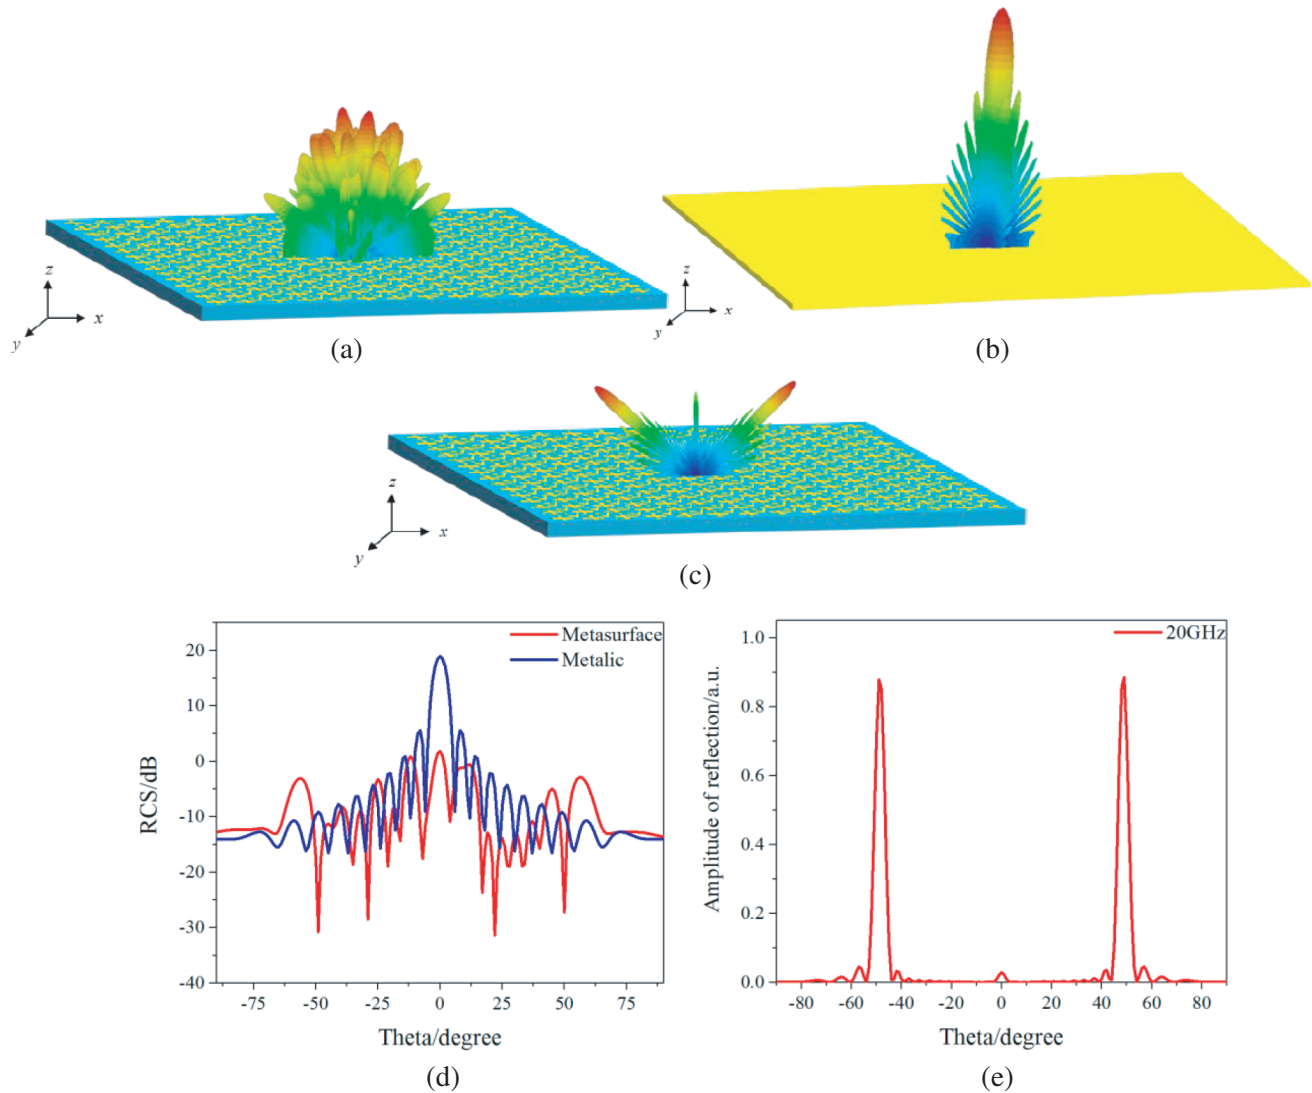 z
x
y
(a)
z
x
y
(b)
z
x
y
(c)
Metasurface
Metalic
20
10
0
-10
-20
-30
-40
RCS/dB
-75 -50 -25 0 25 50 75
Theta/degree
(d)
20GHz
1.0
0.8
0.6
0.4
0.2
0.0
Amplitude of reflection/a.u.
-80 -60 -40 -20 0 20 40 60 80
Theta/degree
(e)